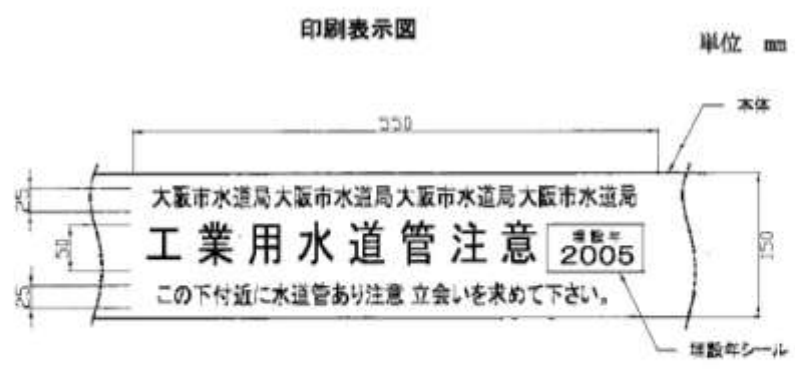 印刷表示図
単位 mm
本体
550
大阪市水道局大阪市水道局大阪市水道局大阪市水道局
25
工業用水道管注意
50
埋設年
2005
150
この下付近に水道管あり注意 立会いを求めて下さい。
25
埋設年シール